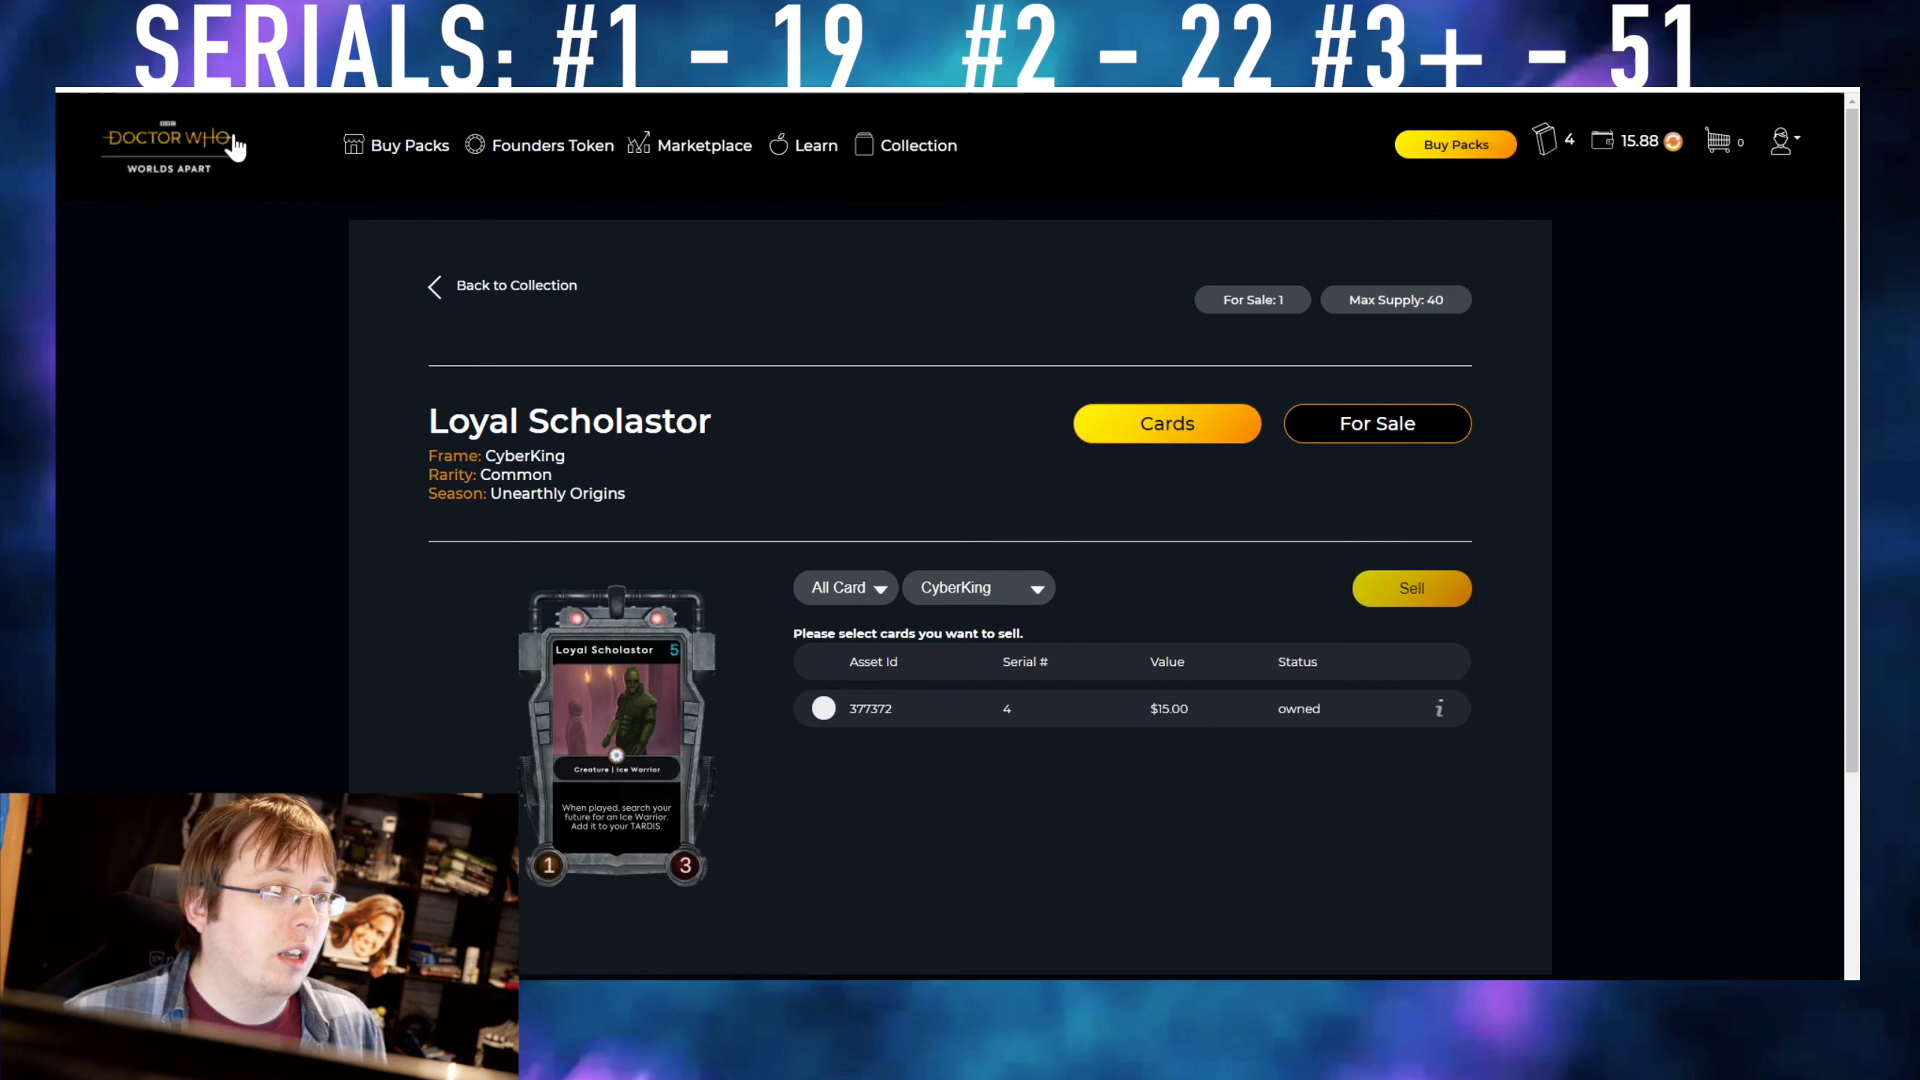 SERIALS: #1 - 19 #2 - 22 #3+ - 51
BBC
DOCTOR WHO
WORLDS APART
Buy Packs
Founders Token
Marketplace
Learn
Collection
Buy Packs
4
15.88
0
Back to Collection
For Sale: 1
Max Supply: 40
Loyal Scholastor
Frame: CyberKing
Rarity: Common
Season: Unearthly Origins
Cards
For Sale
All Card
CyberKing
Sell
Please select cards you want to sell.
Asset Id Serial # Value Status
377372 4 $15.00 owned i
Loyal Scholastor 5
Creature | Ice Warrior
When played, search your
future for an Ice Warrior.
Add it to your TARDIS.
1 3